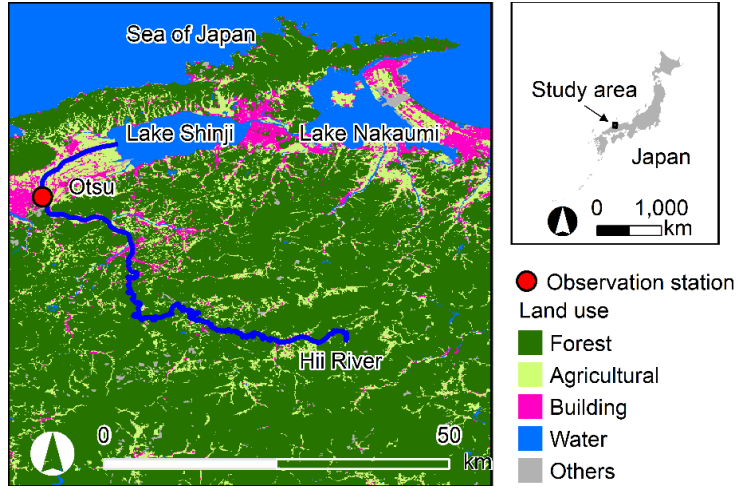 Sea of Japan
Lake Shinji
Lake Nakaumi
Otsu
Hii River
0
50
km
Study area
Japan
0
1,000
km
Observation station
Land use
Forest
Agricultural
Building
Water
Others